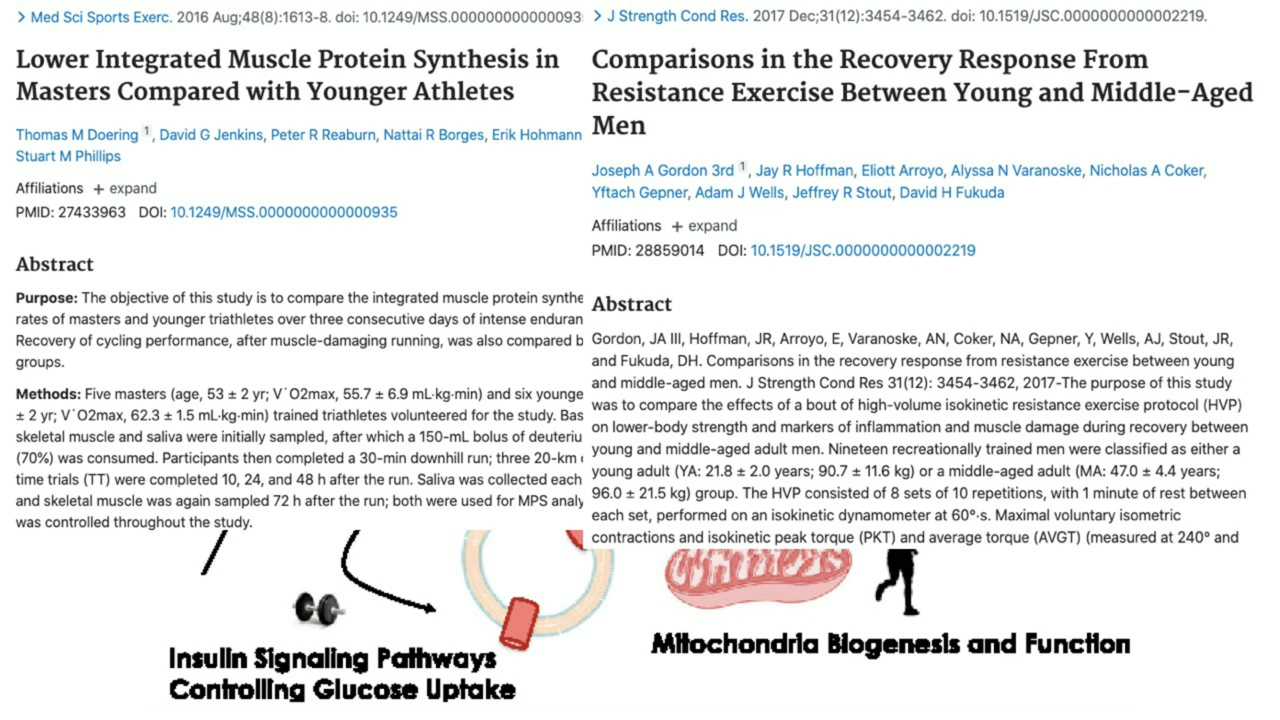 > Med Sci Sports Exerc. 2016 Aug;48(8):1613-8. doi: 10.1249/MSS.00000000000093
Lower Integrated Muscle Protein Synthesis in
Masters Compared with Younger Athletes
Thomas M Doering 1, David G Jenkins, Peter R Reaburn, Nattai R Borges, Erik Hohmann
Stuart M Phillips
Affiliations + expand
PMID: 27433963 DOI: 10.1249/MSS.0000000000000935
Abstract
Purpose: The objective of this study is to compare the integrated muscle protein synthe
rates of masters and younger triathletes over three consecutive days of intense enduran
Recovery of cycling performance, after muscle-damaging running, was also compared b
groups.
Methods: Five masters (age, 53 ± 2 yr; V˙O2max, 55.7 ± 6.9 mL·kg·min) and six younge
± 2 yr; V˙O2max, 62.3 ± 1.5 mL·kg·min) trained triathletes volunteered for the study. Bas
skeletal muscle and saliva were initially sampled, after which a 150-mL bolus of deuteriu
(70%) was consumed. Participants then completed a 30-min downhill run; three 20-km
time trials (TT) were completed 10, 24, and 48 h after the run. Saliva was collected each
and skeletal muscle was again sampled 72 h after the run; both were used for MPS analy
was controlled throughout the study.
> J Strength Cond Res. 2017 Dec;31(12):3454-3462. doi: 10.1519/JSC.0000000000002219.
Comparisons in the Recovery Response From
Resistance Exercise Between Young and Middle-Aged
Men
Joseph A Gordon 3rd 1, Jay R Hoffman, Eliott Arroyo, Alyssa N Varanoske, Nicholas A Coker,
Yftach Gepner, Adam J Wells, Jeffrey R Stout, David H Fukuda
Affiliations + expand
PMID: 28859014 DOI: 10.1519/JSC.0000000000002219
Abstract
Gordon, JA III, Hoffman, JR, Arroyo, E, Varanoske, AN, Coker, NA, Gepner, Y, Wells, AJ, Stout, JR,
and Fukuda, DH. Comparisons in the recovery response from resistance exercise between young
and middle-aged men. J Strength Cond Res 31(12): 3454-3462, 2017-The purpose of this study
was to compare the effects of a bout of high-volume isokinetic resistance exercise protocol (HVP)
on lower-body strength and markers of inflammation and muscle damage during recovery between
young and middle-aged adult men. Nineteen recreationally trained men were classified as either a
young adult (YA: 21.8 ± 2.0 years; 90.7 ± 11.6 kg) or a middle-aged adult (MA: 47.0 ± 4.4 years;
96.0 ± 21.5 kg) group. The HVP consisted of 8 sets of 10 repetitions, with 1 minute of rest between
each set, performed on an isokinetic dynamometer at 60°·s. Maximal voluntary isometric
contractions and isokinetic peak torque (PKT) and average torque (AVGT) (measured at 240° and
Insulin Signaling Pathways
Controlling Glucose Uptake
Mitochondria Biogenesis and Function